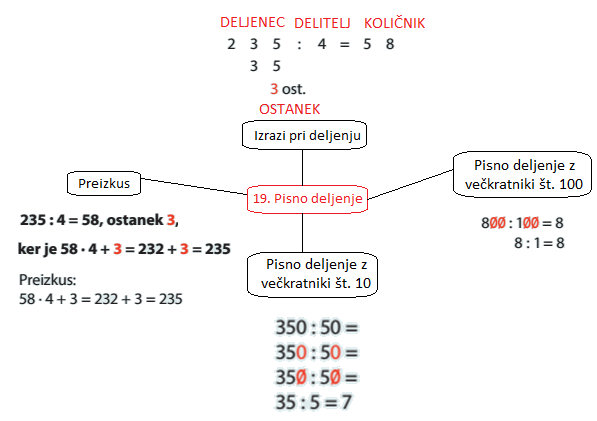 DELJENEC DELITELJ KOLIČNIK
2 3 5 : 4 = 5 8
3 5
3 ost.
OSTANEK
Izrazi pri deljenju
Preizkus
235 : 4 = 58, ostanek 3,
ker je 58 · 4 + 3 = 232 + 3 = 235
Preizkus:
58 · 4 + 3 = 232 + 3 = 235
19. Pisno deljenje
Pisno deljenje z
večkratniki št. 100
800 : 100 = 8
8 : 1 = 8
Pisno deljenje z
večkratniki št. 10
350 : 50 =
350 : 50 =
350 : 50 =
35 : 5 = 7